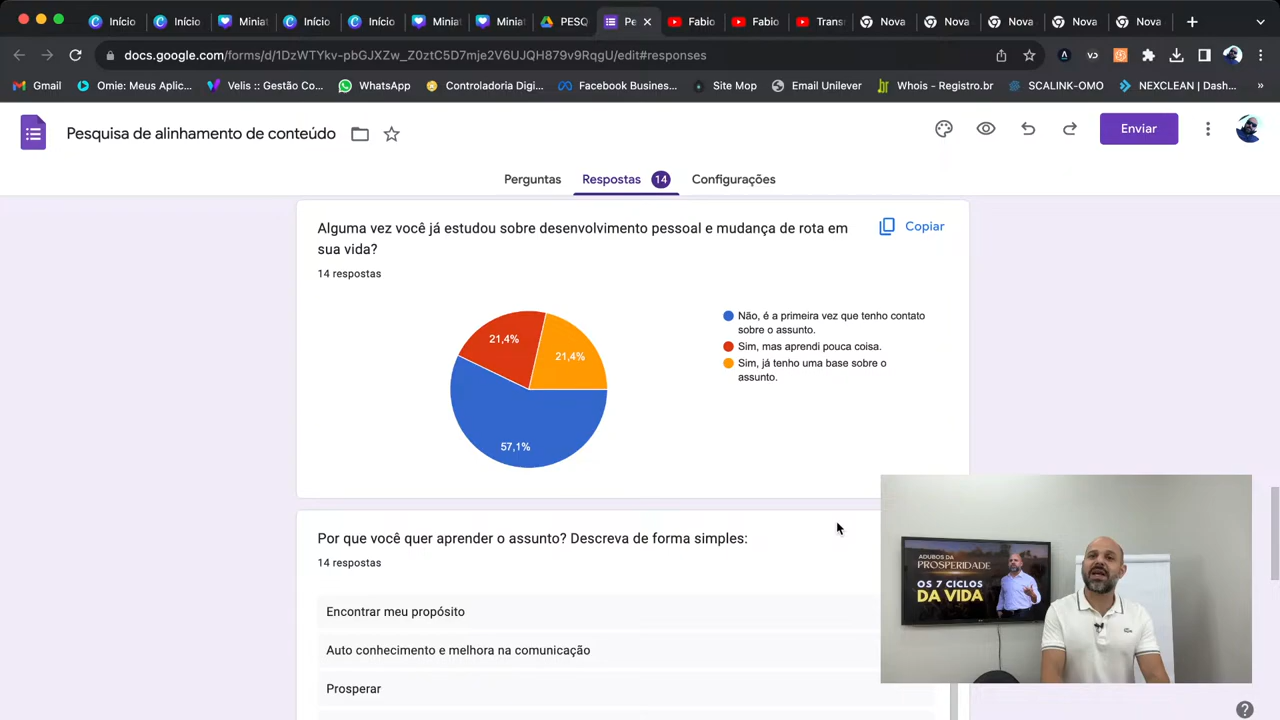 Início
Início
Miniat
Início
Início
Miniat
Miniat
PESQ
Pe
Fabio
Fabio
Trans
Nova
Nova
Nova
Nova
Nova
docs.google.com/forms/d/1DzWTYkv-pbGJXZw_Z0ztC5D7mje2V6UJQH879v9RqgU/edit#responses
Gmail
Omie: Meus Aplic...
Velis :: Gestão Co...
WhatsApp
Controladoria Digi...
Facebook Business...
Site Mop
Email Unilever
Whois - Registro.br
SCALINK-OMO
NEXCLEAN | Dash...
»
Pesquisa de alinhamento de conteúdo
Enviar
Perguntas
Respostas 14
Configurações
Alguma vez você já estudou sobre desenvolvimento pessoal e mudança de rota em
sua vida?
Copiar
14 respostas
21,4%
21,4%
57,1%
Não, é a primeira vez que tenho contato
sobre o assunto.
Sim, mas aprendi pouca coisa.
Sim, já tenho uma base sobre o
assunto.
Por que você quer aprender o assunto? Descreva de forma simples:
14 respostas
Encontrar meu propósito
Auto conhecimento e melhora na comunicação
Prosperar
ADUBOS DA
PROSPERIDADE
OS 7 CICLOS
DA VIDA